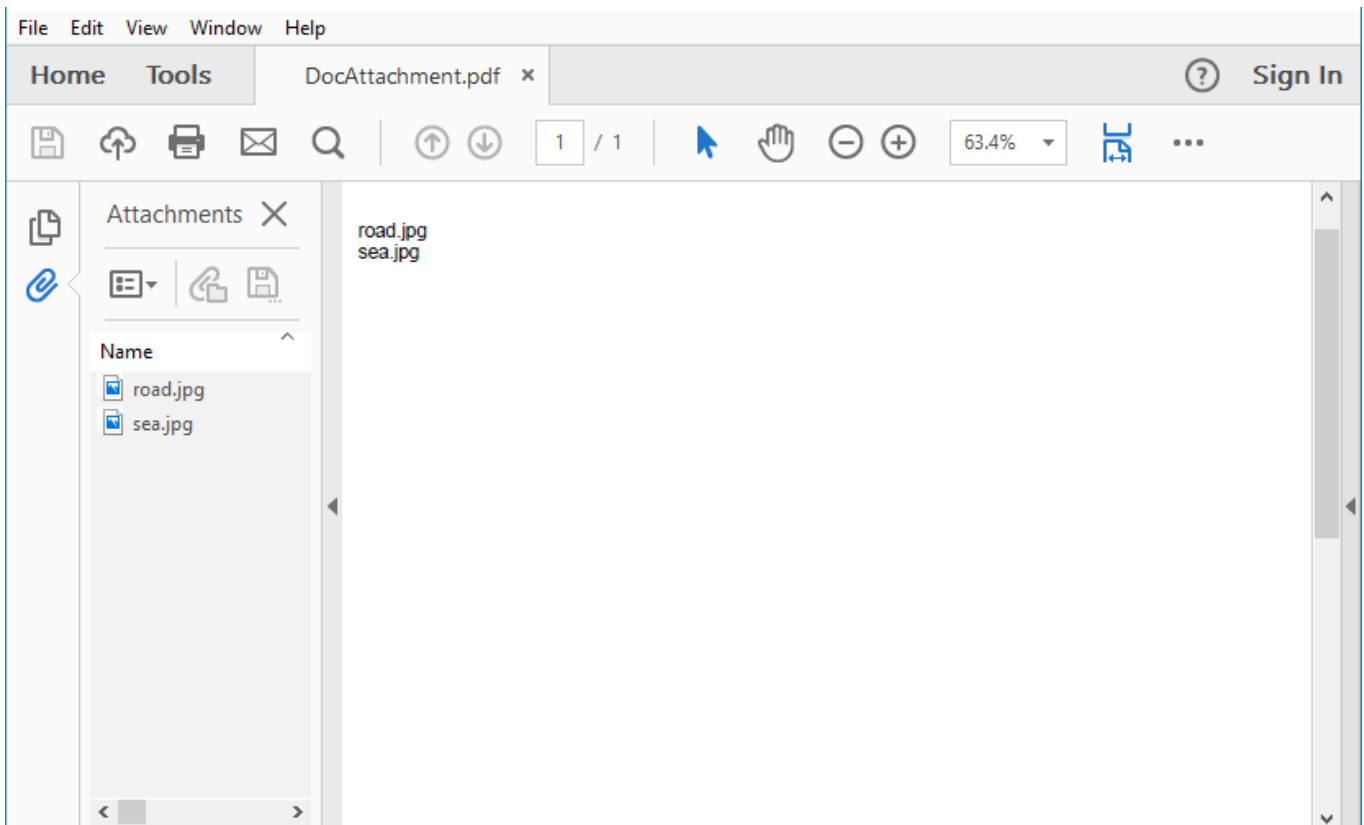 File Edit View Window Help
Home Tools DocAttachment.pdf × ? Sign In
1 / 1 63.4%
Attachments
road.jpg
sea.jpg
Name
road.jpg
sea.jpg